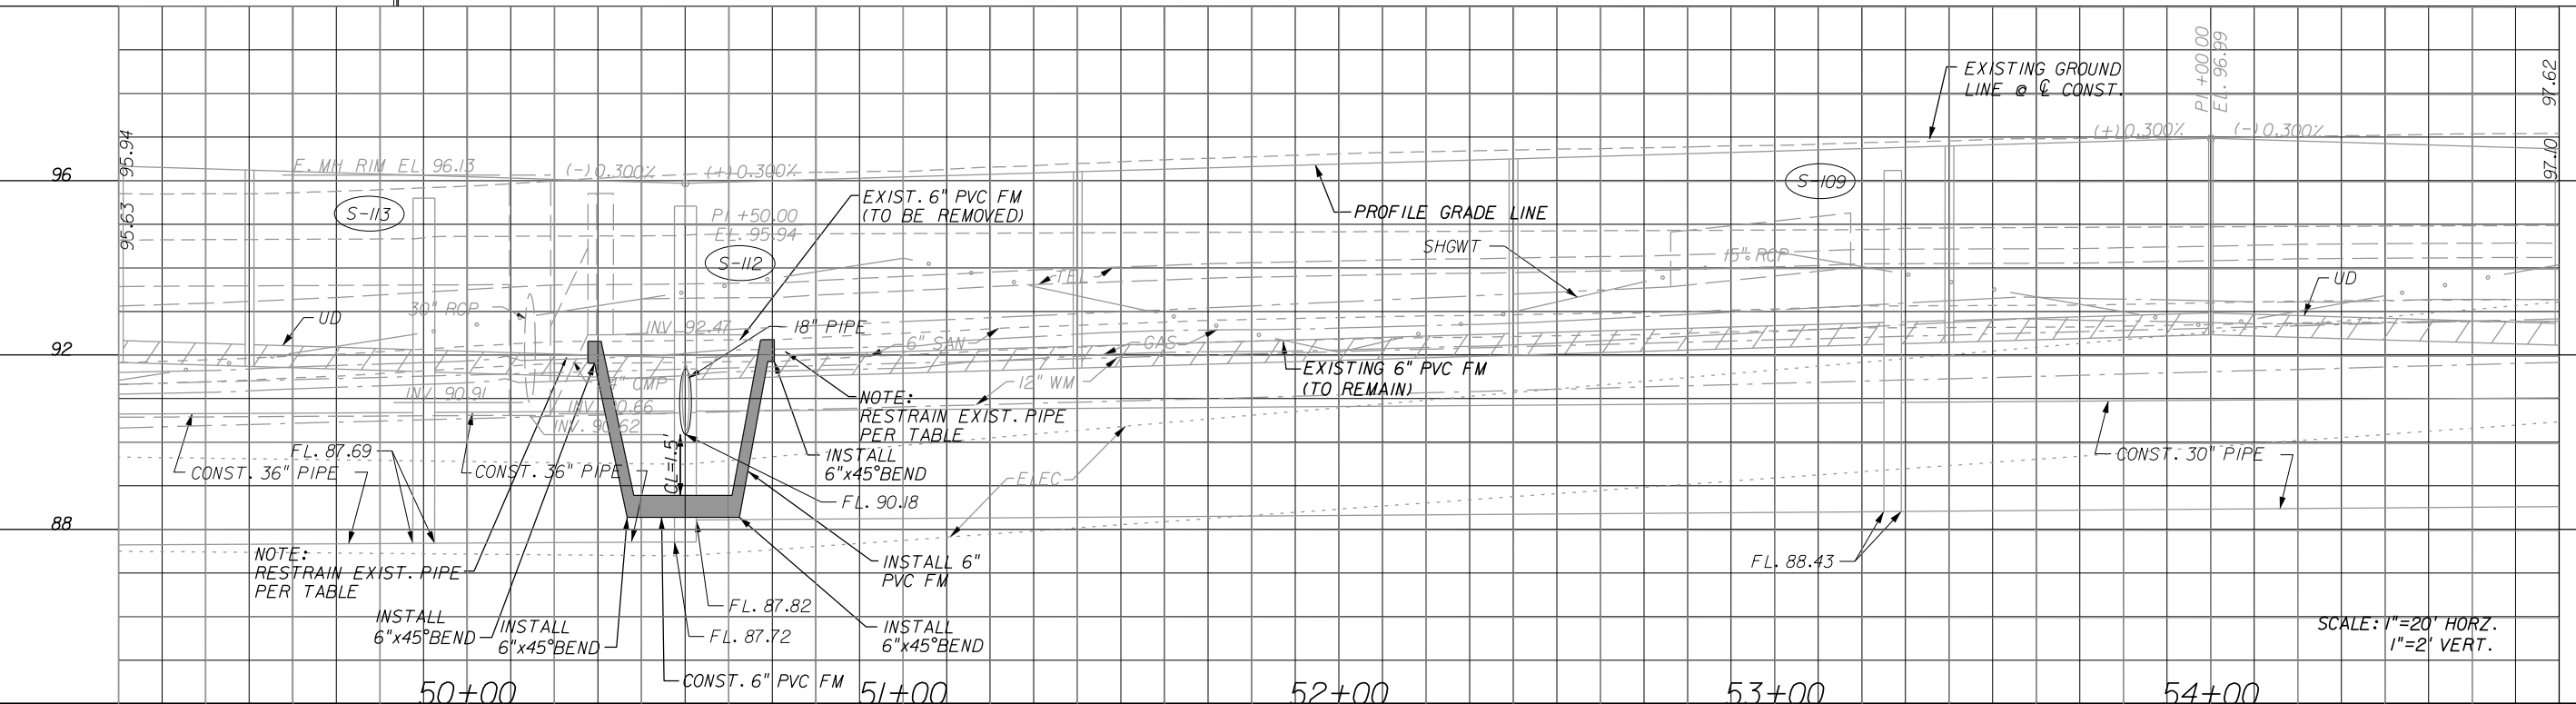 PI +00.00
EL. 96.99
97.62
97.10
EXISTING GROUND
LINE @ ℄ CONST.
(+)0.300%
(-)0.300%
95.94
95.63
96
92
88
E. MH RIM EL 96.13
(-)0.300%
(+)0.300%
S-113
S-112
S-109
PI +50.00
EL. 95.94
EXIST. 6" PVC FM
(TO BE REMOVED)
PROFILE GRADE LINE
SHGWT
TEL
15" RCP
UD
UD
30" RCP
INV. 92.47
18" PIPE
6" SAN
GAS
12" WM
EXISTING 6" PVC FM
(TO REMAIN)
" CMP
INV. 90.91
INV. 90.66
INV. 90.62
NOTE:
RESTRAIN EXIST. PIPE
PER TABLE
INSTALL
6"x45°BEND
CL=1.5
FL. 87.69
CONST. 36" PIPE
CONST. 36" PIPE
FL. 90.18
ELEC
CONST. 30" PIPE
NOTE:
RESTRAIN EXIST. PIPE
PER TABLE
INSTALL 6"
PVC FM
FL. 88.43
FL. 87.82
FL. 87.72
INSTALL
6"x45°BEND
INSTALL
6"x45°BEND
INSTALL
6"x45°BEND
CONST. 6" PVC FM
SCALE: 1"=20' HORZ.
1"=2' VERT.
50+00
51+00
52+00
53+00
54+00